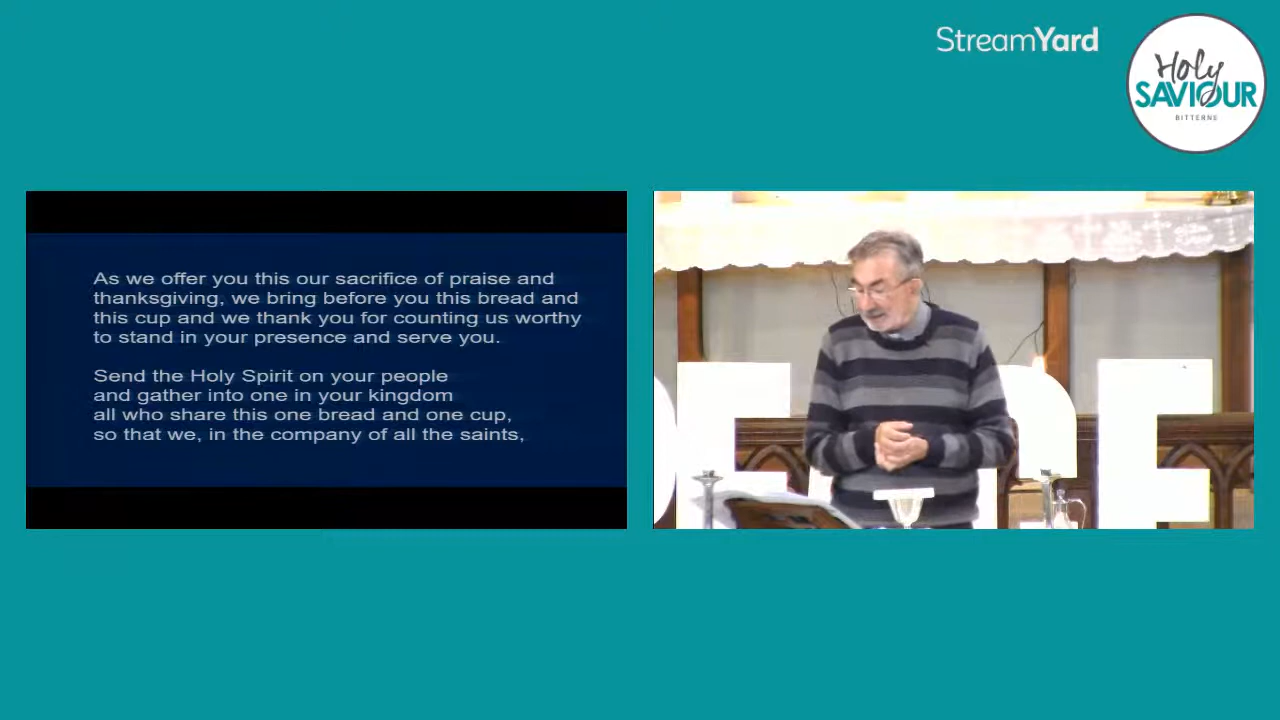 StreamYard
Holy
SAVIOUR
BITTERNE
As we offer you this our sacrifice of praise and
thanksgiving, we bring before you this bread and
this cup and we thank you for counting us worthy
to stand in your presence and serve you.
Send the Holy Spirit on your people
and gather into one in your kingdom
all who share this one bread and one cup,
so that we, in the company of all the saints,